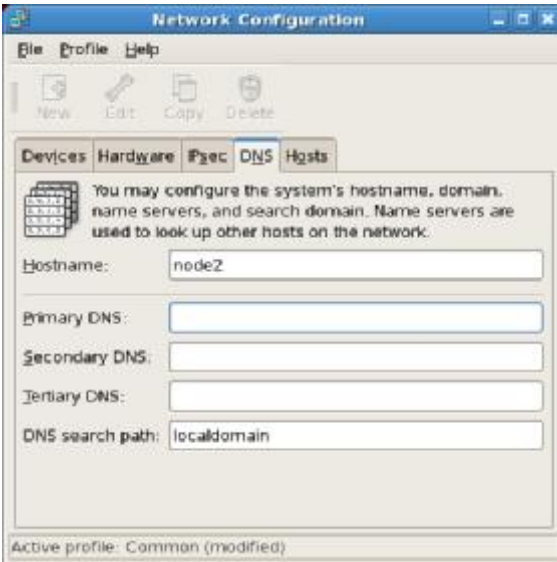 Network Configuration
File Profile Help
New Edit Copy Delete
Devices Hardware IPsec DNS Hosts
You may configure the system's hostname, domain,
name servers, and search domain. Name servers are
used to look up other hosts on the network.
Hostname: node2
Primary DNS:
Secondary DNS:
Tertiary DNS:
DNS search path: localdomain
Active profile: Common (modified)